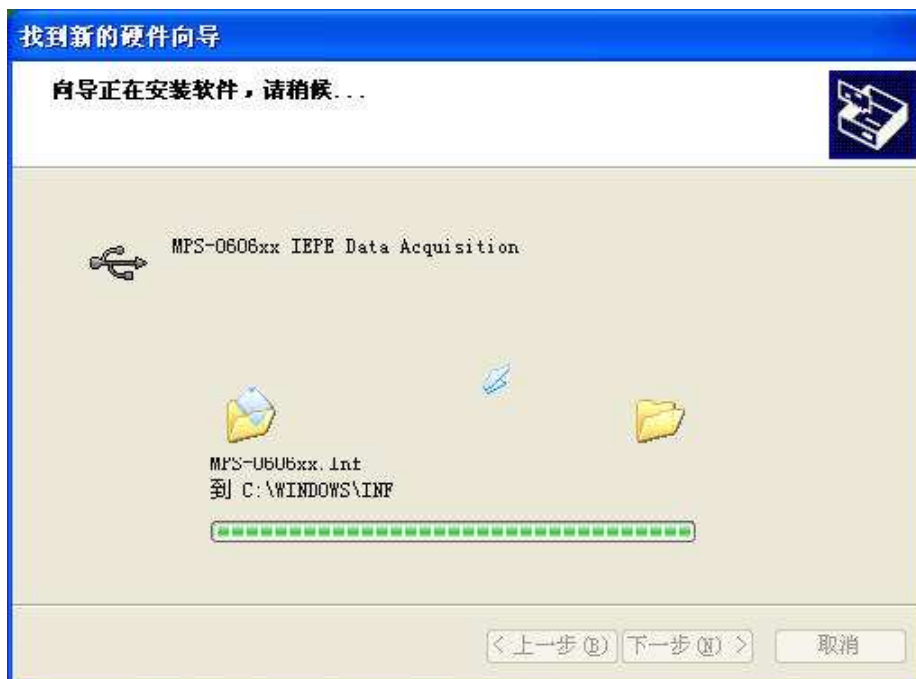 找到新的硬件向导
向导正在安装软件，请稍候...
MPS-0606xx IEPE Data Acquisition
MPS-0606xx.inf
到 C:\WINDOWS\INF
< 上一步(B) 下一步(N) > 取消